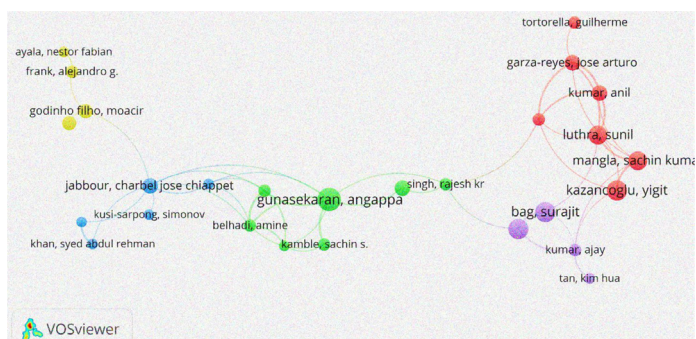 tortorella, guilherme
ayala, nestor fabian
garza-reyes, jose arturo
frank, alejandro g.
kumar, anil
godinho filho, moacir
luthra, sunil
mangla, sachin kuma
jabbour, charbel jose chiappet
singh, rajesh kr
kazancoglu, yigit
gunasekaran, angappa
kusi-sarpong, simonov
bag, surajit
belhadi, amine
khan, syed abdul rehman
kamble, sachin s.
kumar, ajay
tan, kim hua
VOSviewer